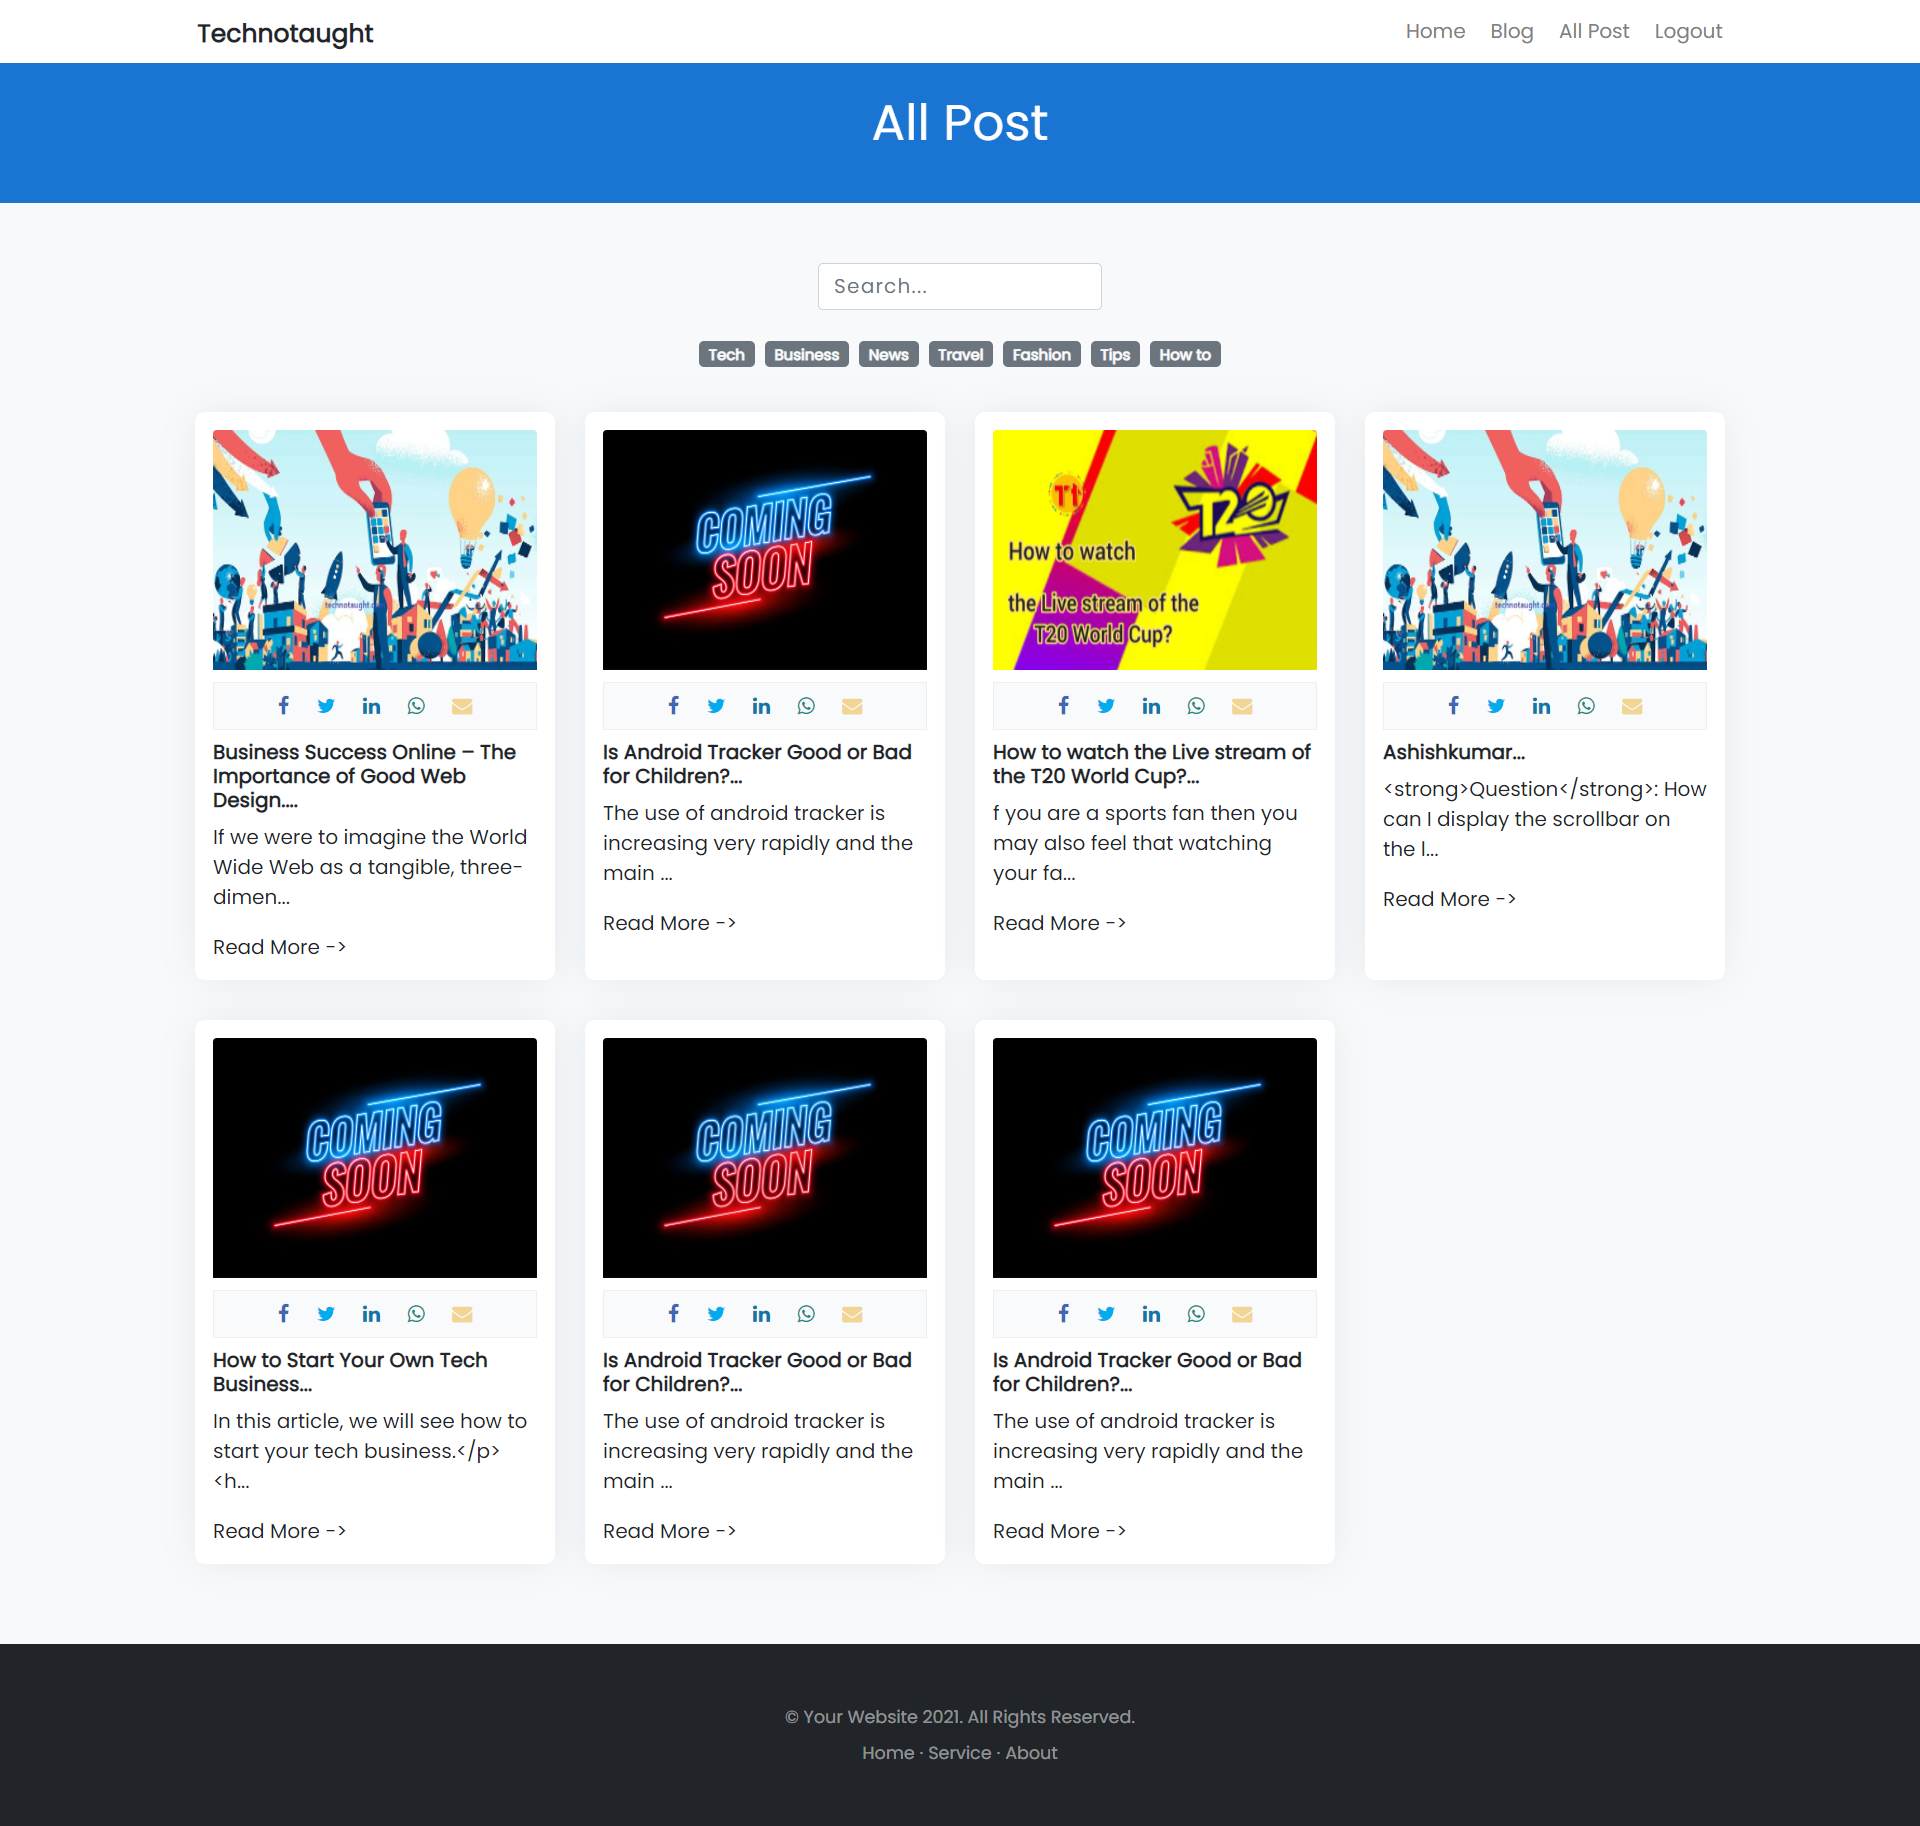 Technotaught
Home Blog All Post Logout
All Post
Search...
Tech Business News Travel Fashion Tips How to
technotaught.c
Business Success Online – The
Importance of Good Web
Design....
If we were to imagine the World
Wide Web as a tangible, three-
dimen...
Read More ->
COMING
SOON
Is Android Tracker Good or Bad
for Children?...
The use of android tracker is
increasing very rapidly and the
main ...
Read More ->
T1
T20
How to watch
the Live stream of the
T20 World Cup?
How to watch the Live stream of
the T20 World Cup?...
f you are a sports fan then you
may also feel that watching
your fa...
Read More ->
technotaught.c
Ashishkumar...
<strong>Question</strong>: How
can I display the scrollbar on
the l...
Read More ->
COMING
SOON
How to Start Your Own Tech
Business...
In this article, we will see how to
start your tech business.</p>
<h...
Read More ->
COMING
SOON
Is Android Tracker Good or Bad
for Children?...
The use of android tracker is
increasing very rapidly and the
main ...
Read More ->
COMING
SOON
Is Android Tracker Good or Bad
for Children?...
The use of android tracker is
increasing very rapidly and the
main ...
Read More ->
© Your Website 2021. All Rights Reserved.
Home · Service · About